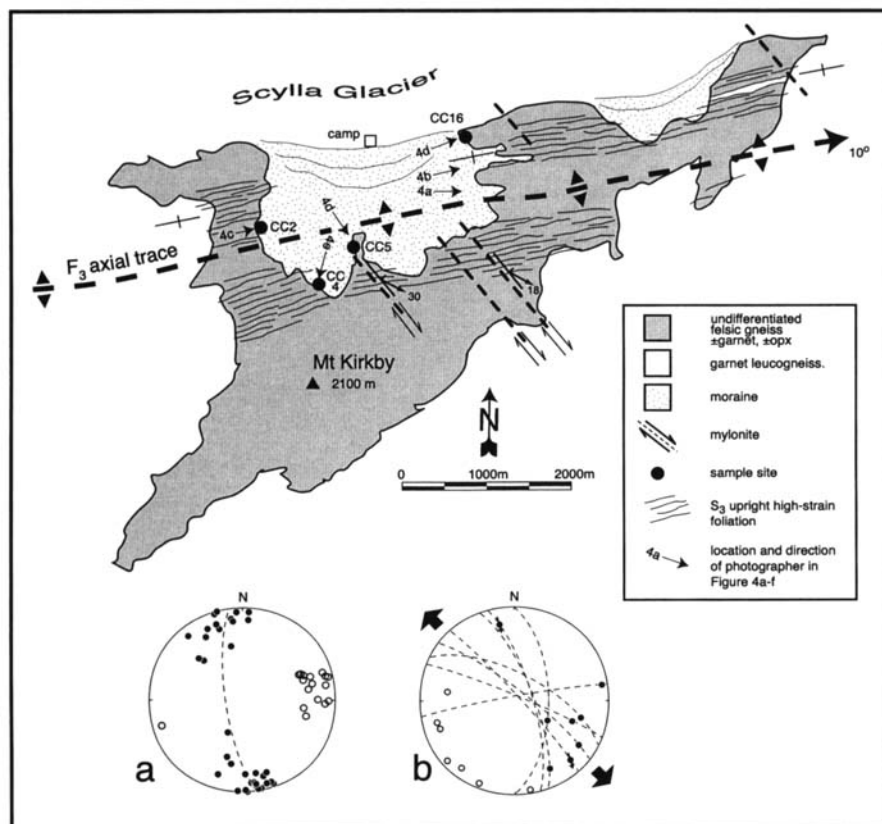 Scylla Glacier
camp
CC16
4d
4b
4a
10º
4d
4c
CC2
F3 axial trace
4e
CC5
CC
4
30
18
Mt Kirkby
2100 m
N
0 1000m 2000m
undifferentiated
felsic gneiss
±garnet, ±opx
garnet leucogneiss.
moraine
mylonite
sample site
S3 upright high-strain
foliation
4a
location and direction
of photographer in
Figure 4a-f
N
a
N
b